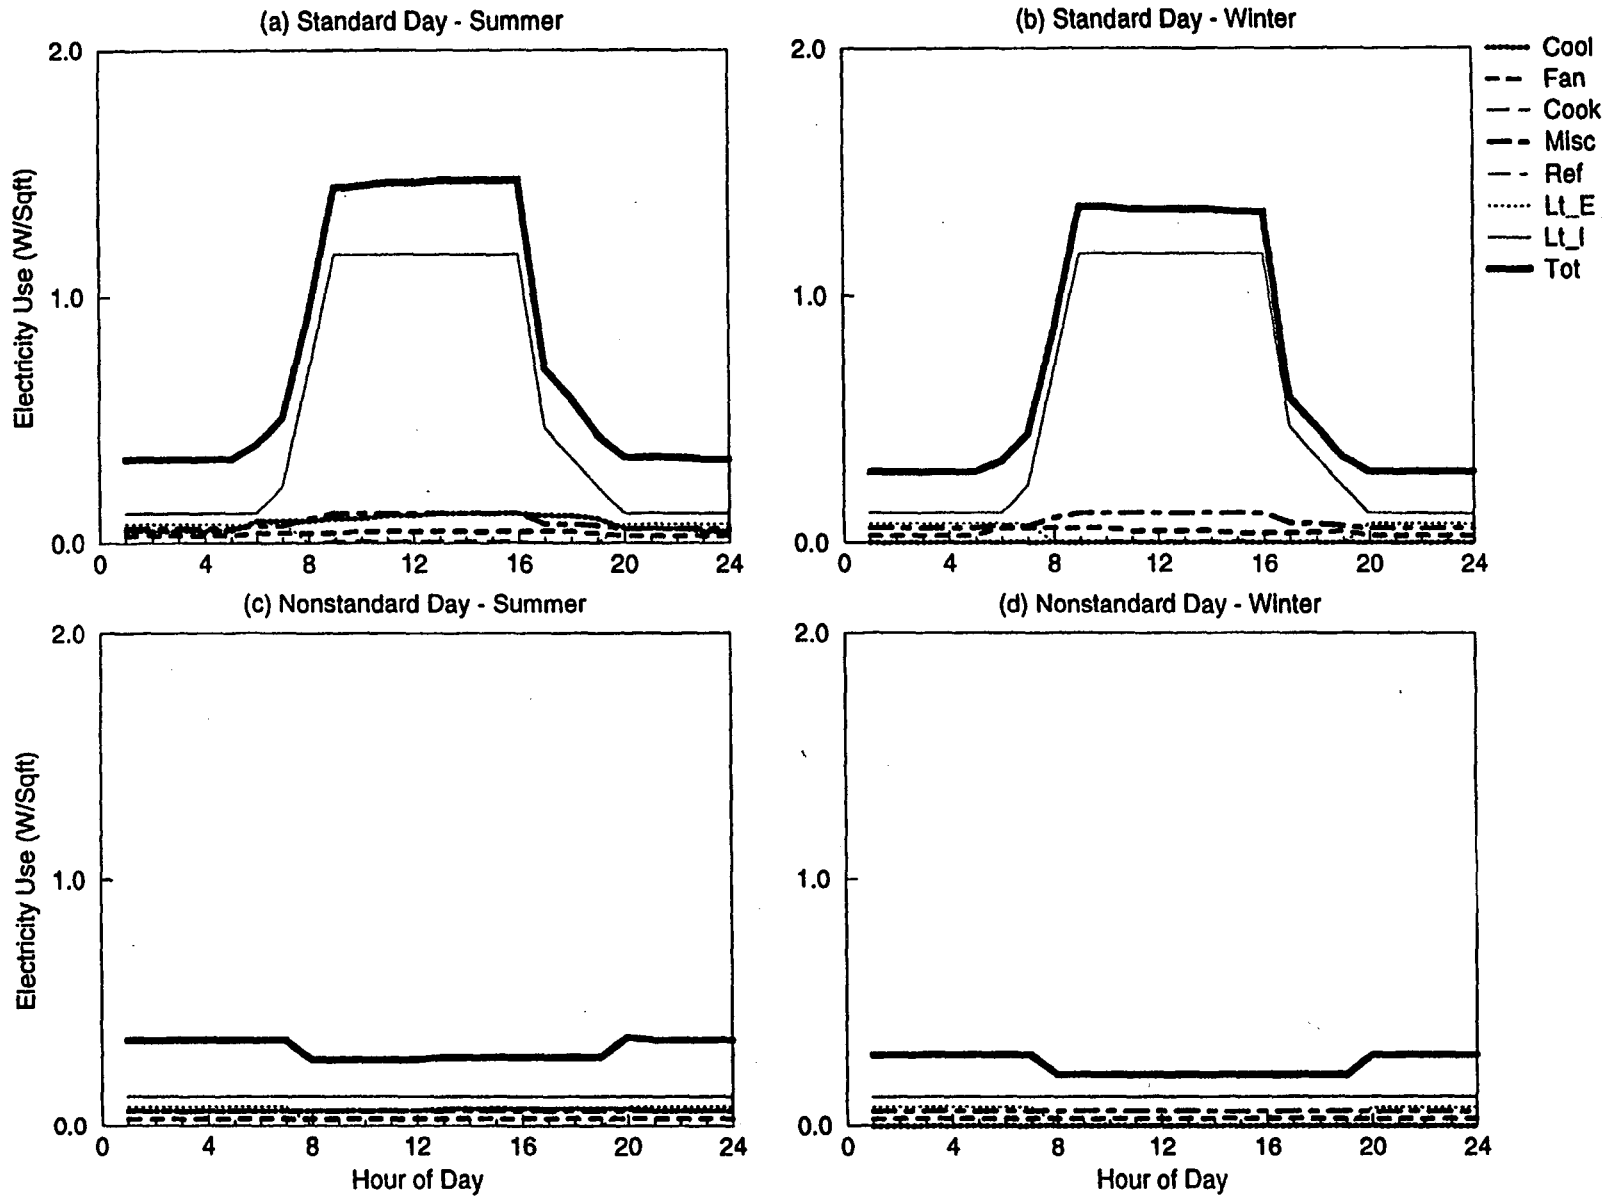 (a) Standard Day - Summer
(b) Standard Day - Winter
2.0
1.0
0.0
0 4 8 12 16 20 24
Electricity Use (W/Sqft)
2.0
1.0
0.0
0 4 8 12 16 20 24
Cool
Fan
Cook
Misc
Ref
Lt_E
Lt_I
Tot
(c) Nonstandard Day - Summer
(d) Nonstandard Day - Winter
2.0
1.0
0.0
0 4 8 12 16 20 24
Electricity Use (W/Sqft)
Hour of Day
2.0
1.0
0.0
0 4 8 12 16 20 24
Hour of Day